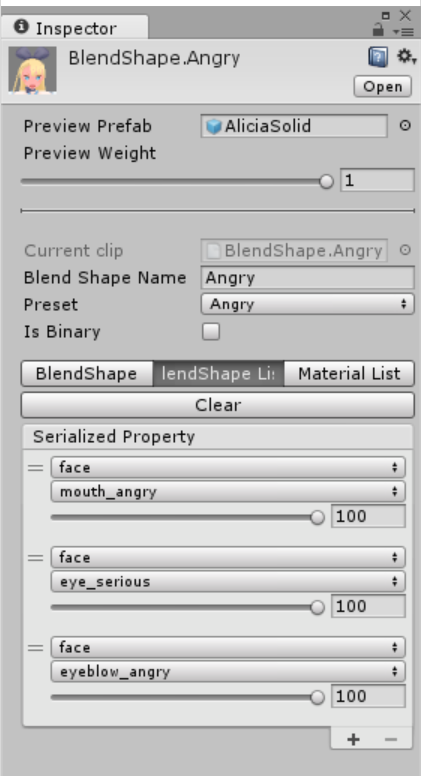 Inspector
BlendShape.Angry
Open
Preview Prefab AliciaSolid
Preview Weight
1
Current clip BlendShape.Angry
Blend Shape Name Angry
Preset Angry
Is Binary
BlendShape lendShape Li Material List
Clear
Serialized Property
face
mouth_angry
100
face
eye_serious
100
face
eyeblow_angry
100